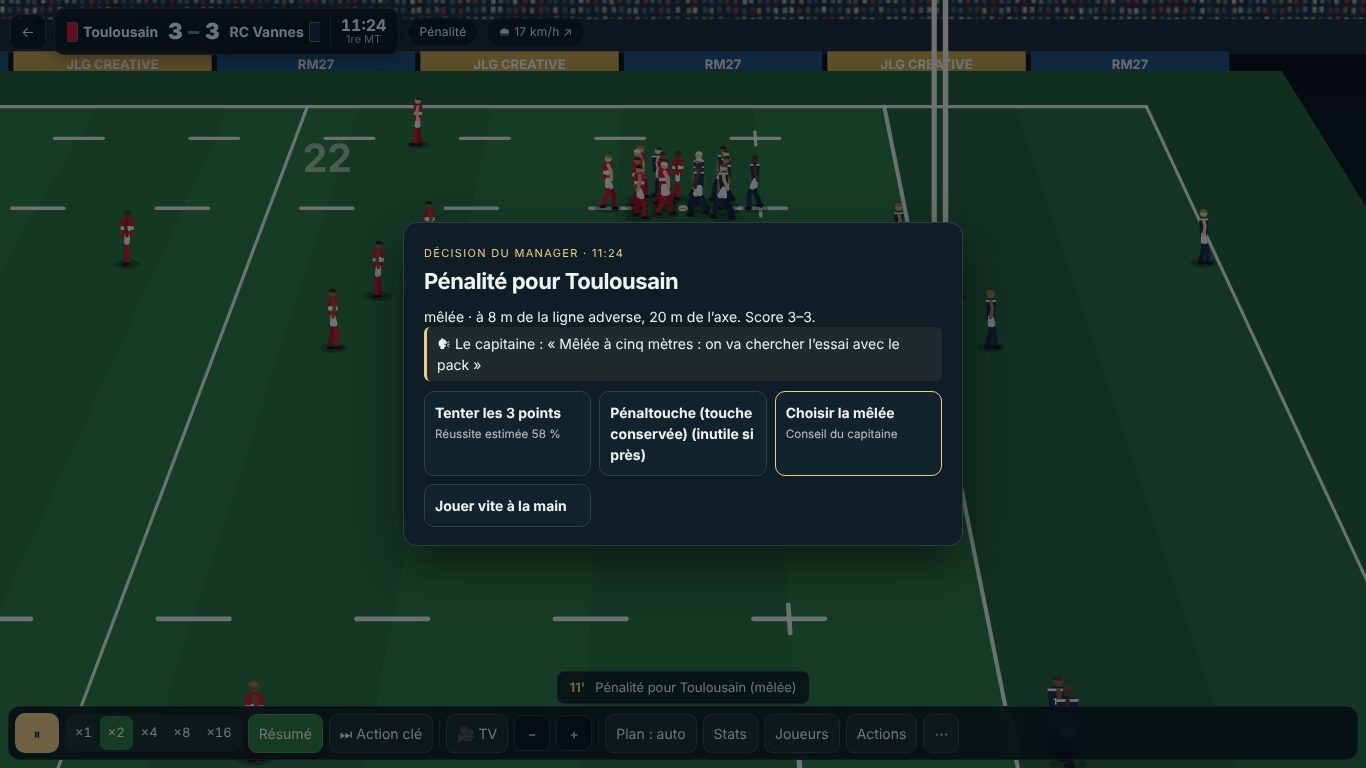 ←
Toulousain 3 – 3 RC Vannes
11:24
1re MT
Pénalité
17 km/h ↗
JLG CREATIVE RM27 JLG CREATIVE RM27 JLG CREATIVE RM27
22
DÉCISION DU MANAGER · 11:24
Pénalité pour Toulousain
mêlée · à 8 m de la ligne adverse, 20 m de l’axe. Score 3–3.
Le capitaine : « Mêlée à cinq mètres : on va chercher l’essai avec le
pack »
Tenter les 3 points
Réussite estimée 58 %
Pénaltouche (touche
conservée) (inutile si
près)
Choisir la mêlée
Conseil du capitaine
Jouer vite à la main
11' Pénalité pour Toulousain (mêlée)
×1 ×2 ×4 ×8 ×16 Résumé Action clé TV − + Plan : auto Stats Joueurs Actions ⋯